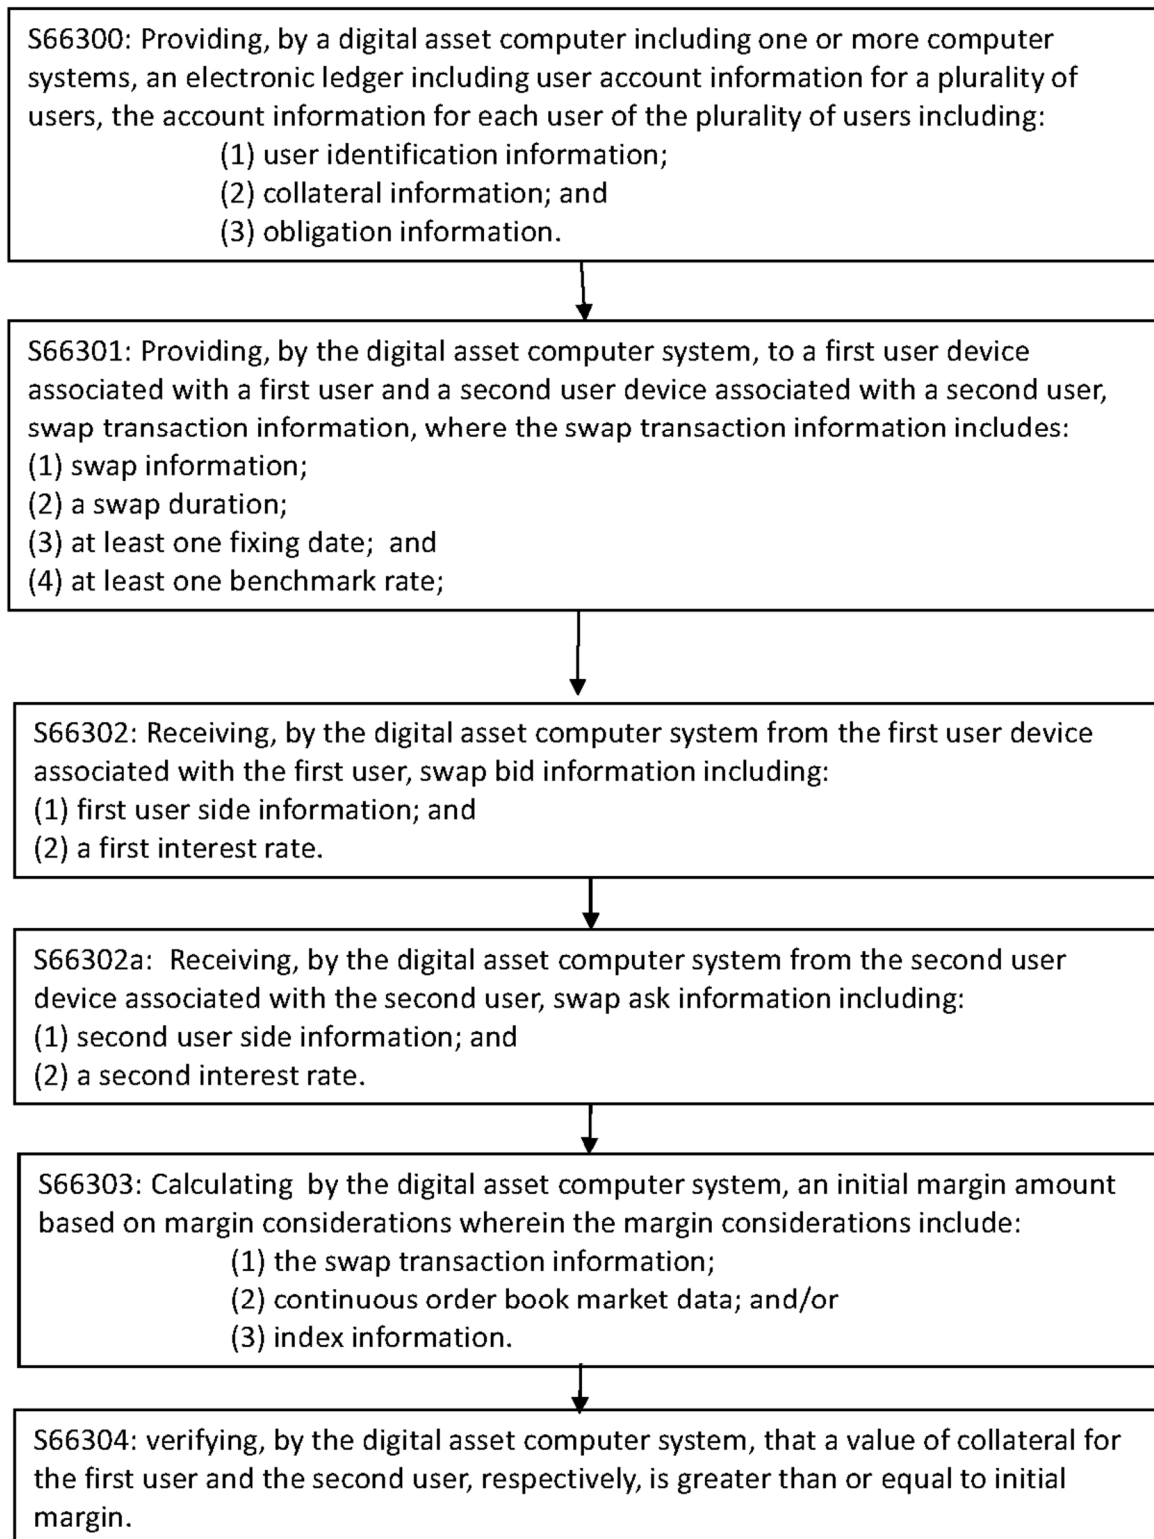 S66300: Providing, by a digital asset computer including one or more computer
systems, an electronic ledger including user account information for a plurality of
users, the account information for each user of the plurality of users including:
(1) user identification information;
(2) collateral information; and
(3) obligation information.
S66301: Providing, by the digital asset computer system, to a first user device
associated with a first user and a second user device associated with a second user,
swap transaction information, where the swap transaction information includes:
(1) swap information;
(2) a swap duration;
(3) at least one fixing date;  and
(4) at least one benchmark rate;
S66302: Receiving, by the digital asset computer system from the first user device
associated with the first user, swap bid information including:
(1) first user side information; and
(2) a first interest rate.
S66302a:  Receiving, by the digital asset computer system from the second user
device associated with the second user, swap ask information including:
(1) second user side information; and
(2) a second interest rate.
S66303: Calculating  by the digital asset computer system, an initial margin amount
based on margin considerations wherein the margin considerations include:
(1) the swap transaction information;
(2) continuous order book market data; and/or
(3) index information.
S66304: verifying, by the digital asset computer system, that a value of collateral for
the first user and the second user, respectively, is greater than or equal to initial
margin.